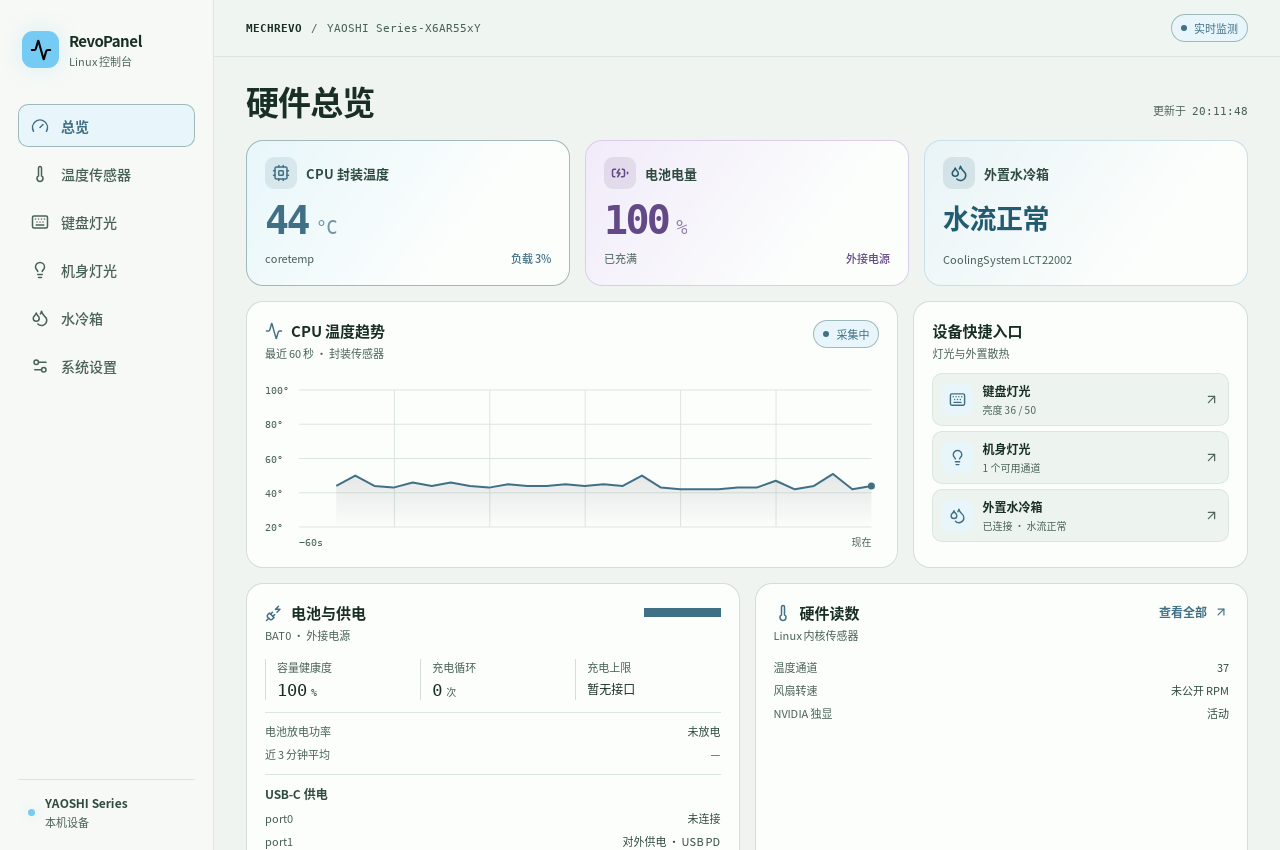 RevoPanel
Linux 控制台
总览
温度传感器
键盘灯光
机身灯光
水冷箱
系统设置
YAOSHI Series
本机设备
MECHREVO / YAOSHI Series-X6AR55xY
实时监测
硬件总览
更新于 20:11:48
CPU 封装温度
44 °C
coretemp
负载 3%
电池电量
100 %
已充满
外接电源
外置水冷箱
水流正常
CoolingSystem LCT22002
CPU 温度趋势
最近 60 秒 · 封装传感器
采集中
100°
80°
60°
40°
20°
−60s
现在
设备快捷入口
灯光与外置散热
键盘灯光
亮度 36 / 50
机身灯光
1 个可用通道
外置水冷箱
已连接 · 水流正常
电池与供电
BAT0 · 外接电源
容量健康度
100 %
充电循环
0 次
充电上限
暂无接口
电池放电功率
未放电
近 3 分钟平均
—
USB-C 供电
port0
未连接
port1
对外供电 · USB PD
硬件读数
Linux 内核传感器
查看全部
温度通道
37
风扇转速
未公开 RPM
NVIDIA 独显
活动